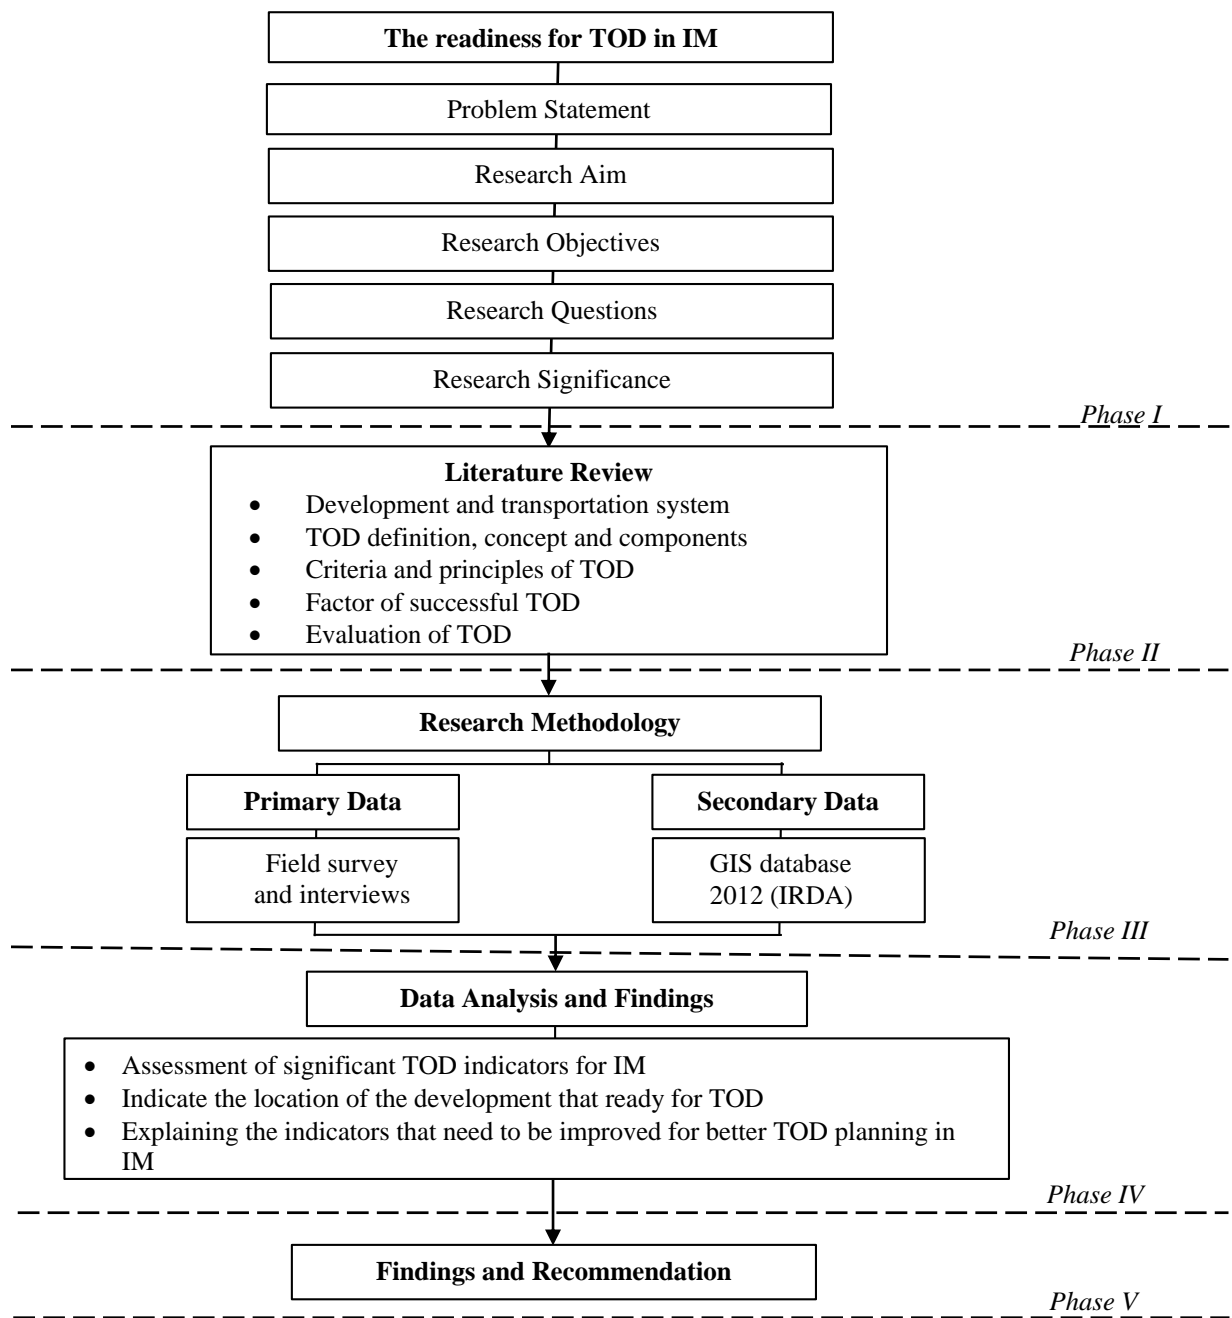 The readiness for TOD in IM
Problem Statement
Research Aim
Research Objectives
Research Questions
Research Significance
Phase I
Literature Review
• Development and transportation system
• TOD definition, concept and components
• Criteria and principles of TOD
• Factor of successful TOD
• Evaluation of TOD
Phase II
Research Methodology
Primary Data
Field survey
and interviews
Secondary Data
GIS database
2012 (IRDA)
Phase III
Data Analysis and Findings
• Assessment of significant TOD indicators for IM
• Indicate the location of the development that ready for TOD
• Explaining the indicators that need to be improved for better TOD planning in
IM
Phase IV
Findings and Recommendation
Phase V